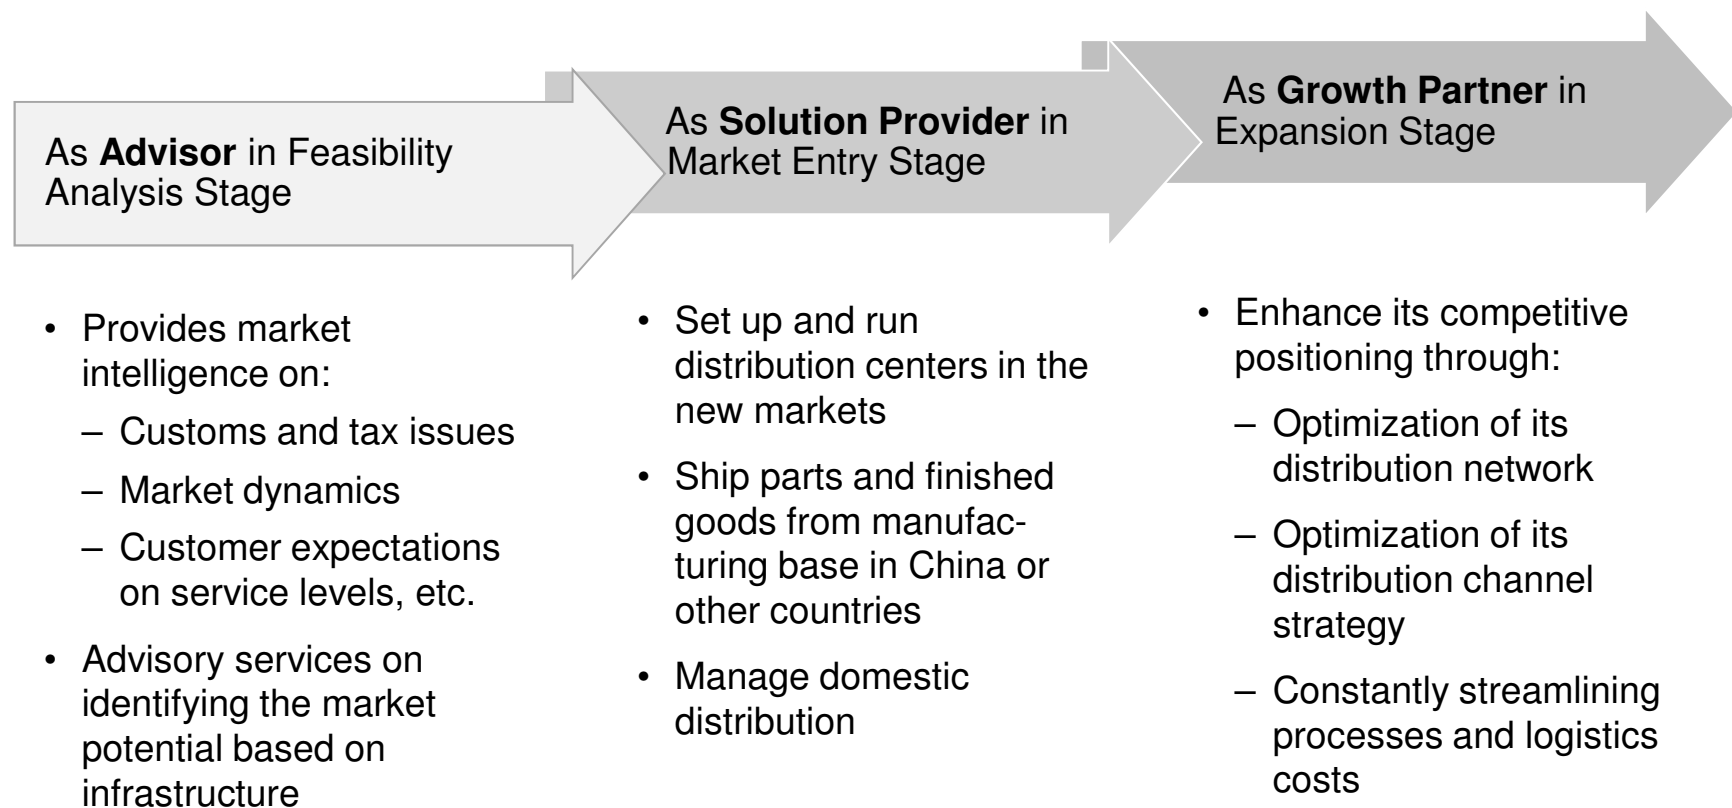 As Advisor in Feasibility
Analysis Stage
As Solution Provider in
Market Entry Stage
As Growth Partner in
Expansion Stage
• Provides market
intelligence on:
– Customs and tax issues
– Market dynamics
– Customer expectations
on service levels, etc.
• Advisory services on
identifying the market
potential based on
infrastructure
• Set up and run
distribution centers in the
new markets
• Ship parts and finished
goods from manufac-
turing base in China or
other countries
• Manage domestic
distribution
• Enhance its competitive
positioning through:
– Optimization of its
distribution network
– Optimization of its
distribution channel
strategy
– Constantly streamlining
processes and logistics
costs